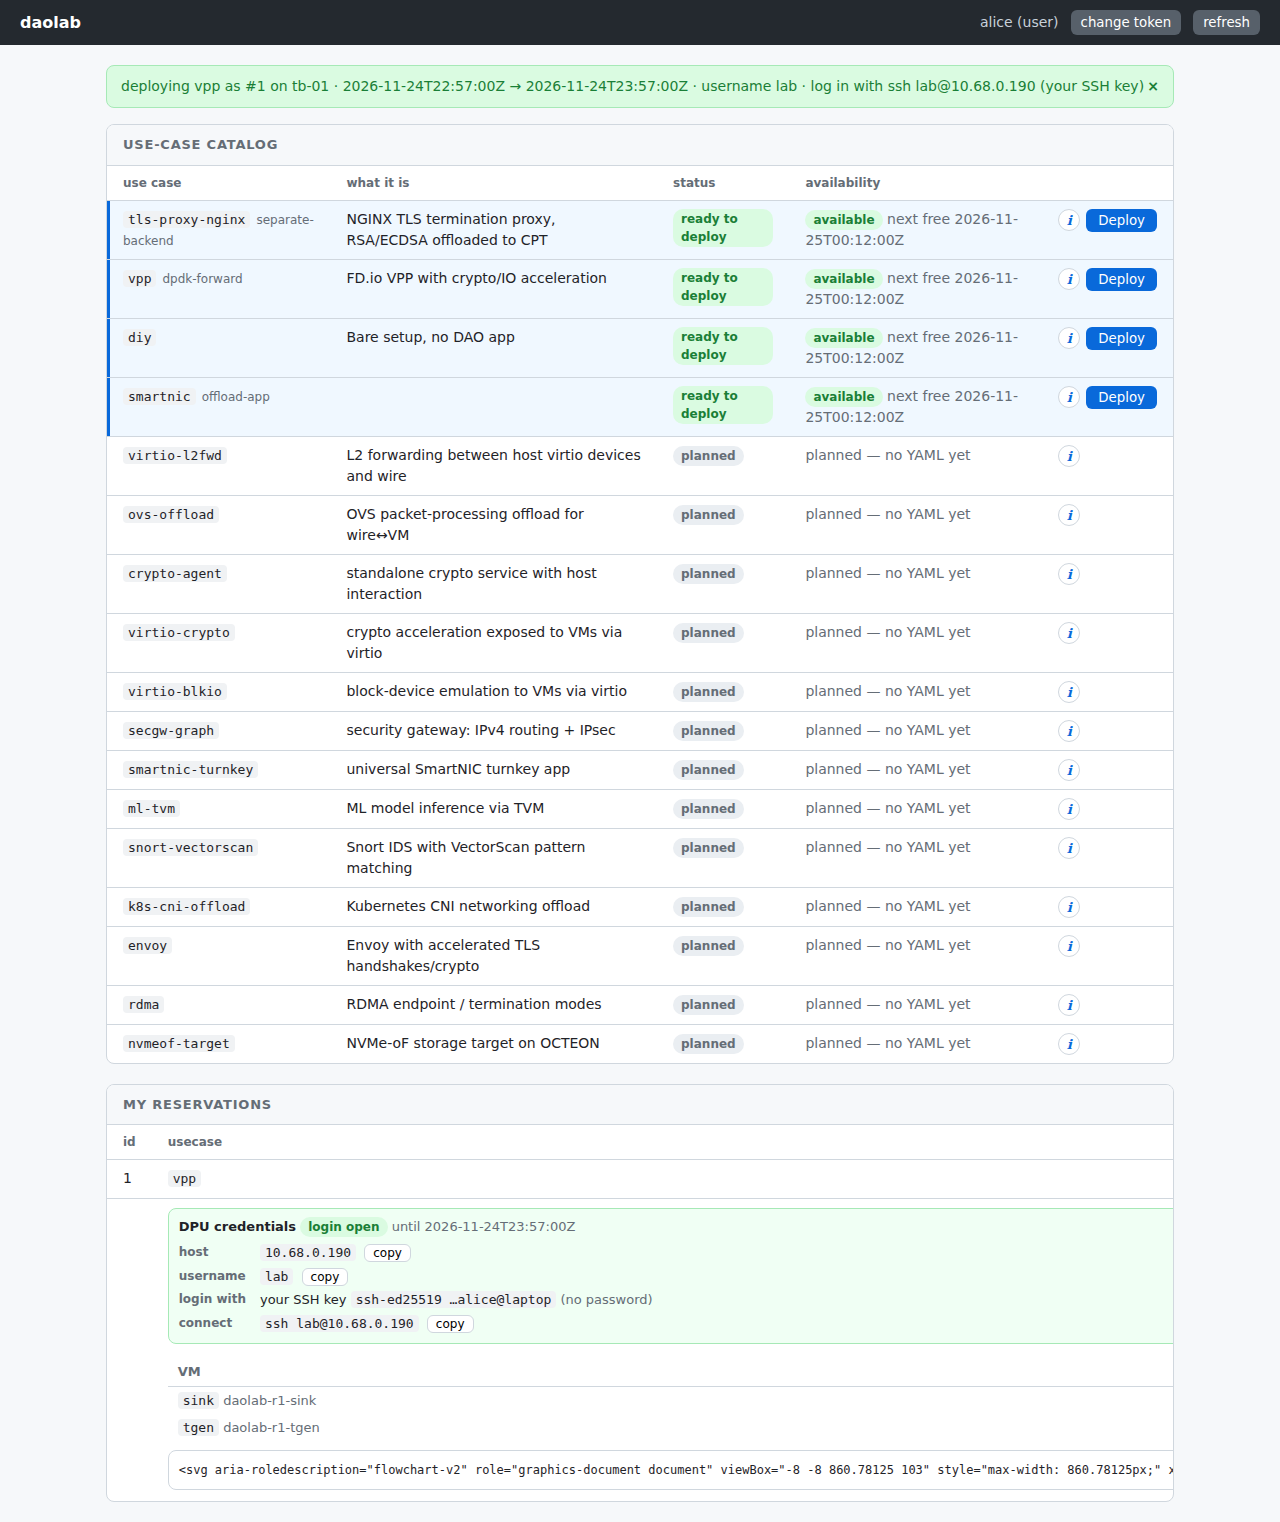 daolab
alice (user) change token refresh
deploying vpp as #1 on tb-01 · 2026-11-24T22:57:00Z → 2026-11-24T23:57:00Z · username lab · log in with ssh lab@10.68.0.190 (your SSH key) ×
USE-CASE CATALOG
use case what it is status availability
tls-proxy-nginx separate-backend NGINX TLS termination proxy, RSA/ECDSA offloaded to CPT ready to deploy available next free 2026-11-25T00:12:00Z i Deploy
vpp dpdk-forward FD.io VPP with crypto/IO acceleration ready to deploy available next free 2026-11-25T00:12:00Z i Deploy
diy Bare setup, no DAO app ready to deploy available next free 2026-11-25T00:12:00Z i Deploy
smartnic offload-app ready to deploy available next free 2026-11-25T00:12:00Z i Deploy
virtio-l2fwd L2 forwarding between host virtio devices and wire planned planned — no YAML yet i
ovs-offload OVS packet-processing offload for wire↔VM planned planned — no YAML yet i
crypto-agent standalone crypto service with host interaction planned planned — no YAML yet i
virtio-crypto crypto acceleration exposed to VMs via virtio planned planned — no YAML yet i
virtio-blkio block-device emulation to VMs via virtio planned planned — no YAML yet i
secgw-graph security gateway: IPv4 routing + IPsec planned planned — no YAML yet i
smartnic-turnkey universal SmartNIC turnkey app planned planned — no YAML yet i
ml-tvm ML model inference via TVM planned planned — no YAML yet i
snort-vectorscan Snort IDS with VectorScan pattern matching planned planned — no YAML yet i
k8s-cni-offload Kubernetes CNI networking offload planned planned — no YAML yet i
envoy Envoy with accelerated TLS handshakes/crypto planned planned — no YAML yet i
rdma RDMA endpoint / termination modes planned planned — no YAML yet i
nvmeof-target NVMe-oF storage target on OCTEON planned planned — no YAML yet i
MY RESERVATIONS
id usecase
1 vpp
DPU credentials login open until 2026-11-24T23:57:00Z
host 10.68.0.190 copy
username lab copy
login with your SSH key ssh-ed25519 …alice@laptop (no password)
connect ssh lab@10.68.0.190 copy
VM
sink daolab-r1-sink
tgen daolab-r1-tgen
<svg aria-roledescription="flowchart-v2" role="graphics-document document" viewBox="-8 -8 860.78125 103" style="max-width: 860.78125px;" x